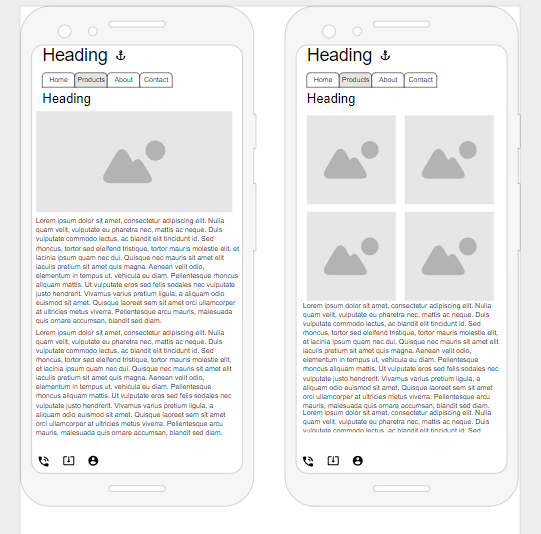 Heading
Home Products About Contact
Heading
Lorem ipsum dolor sit amet, consectetur adipiscing elit. Nulla
quam velit, vulputate eu pharetra nec, mattis ac neque. Duis
vulputate commodo lectus, ac blandit elit tincidunt id. Sed
rhoncus, tortor sed eleifend tristique, tortor mauris molestie elit, et
lacinia ipsum quam nec dui. Quisque nec mauris sit amet elit
iaculis pretium sit amet quis magna. Aenean velit odio,
elementum in tempus ut, vehicula eu diam. Pellentesque rhoncus
aliquam mattis. Ut vulputate eros sed felis sodales nec vulputate
justo hendrerit. Vivamus varius pretium ligula, a aliquam odio
euismod sit amet. Quisque laoreet sem sit amet orci ullamcorper
at ultricies metus viverra. Pellentesque arcu mauris, malesuada
quis ornare accumsan, blandit sed diam.
Lorem ipsum dolor sit amet, consectetur adipiscing elit. Nulla
quam velit, vulputate eu pharetra nec, mattis ac neque. Duis
vulputate commodo lectus, ac blandit elit tincidunt id. Sed
rhoncus, tortor sed eleifend tristique, tortor mauris molestie elit,
et lacinia ipsum quam nec dui. Quisque nec mauris sit amet elit
iaculis pretium sit amet quis magna. Aenean velit odio,
elementum in tempus ut, vehicula eu diam. Pellentesque
rhoncus aliquam mattis. Ut vulputate eros sed felis sodales nec
vulputate justo hendrerit. Vivamus varius pretium ligula, a
aliquam odio euismod sit amet. Quisque laoreet sem sit amet
orci ullamcorper at ultricies metus viverra. Pellentesque arcu
mauris, malesuada quis ornare accumsan, blandit sed diam.
Heading
Home Products About Contact
Heading
Lorem ipsum dolor sit amet, consectetur adipiscing elit. Nulla
quam velit, vulputate eu pharetra nec, mattis ac neque. Duis
vulputate commodo lectus, ac blandit elit tincidunt id. Sed
rhoncus, tortor sed eleifend tristique, tortor mauris molestie elit,
et lacinia ipsum quam nec dui. Quisque nec mauris sit amet elit
iaculis pretium sit amet quis magna. Aenean velit odio,
elementum in tempus ut, vehicula eu diam. Pellentesque
rhoncus aliquam mattis. Ut vulputate eros sed felis sodales nec
vulputate justo hendrerit. Vivamus varius pretium ligula, a
aliquam odio euismod sit amet. Quisque laoreet sem sit amet
orci ullamcorper at ultricies metus viverra. Pellentesque arcu
mauris, malesuada quis ornare accumsan, blandit sed diam.
Lorem ipsum dolor sit amet, consectetur adipiscing elit. Nulla
quam velit, vulputate eu pharetra nec, mattis ac neque. Duis
vulputate commodo lectus, ac blandit elit tincidunt id. Sed